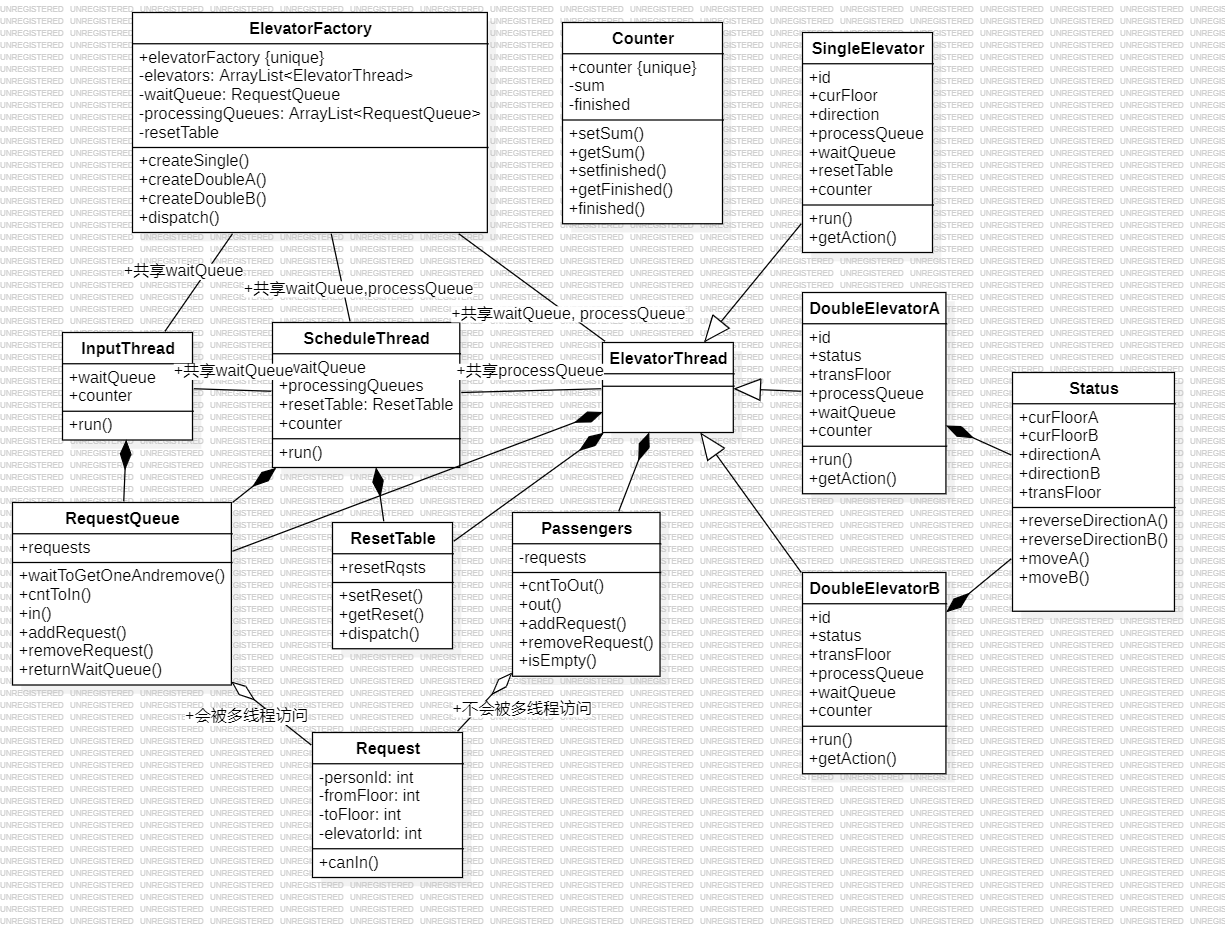 ElevatorFactory
+elevatorFactory {unique}
-elevators: ArrayList<ElevatorThread>
-waitQueue: RequestQueue
-processingQueues: ArrayList<RequestQueue>
-resetTable
+createSingle()
+createDoubleA()
+createDoubleB()
+dispatch()
Counter
+counter {unique}
-sum
-finished
+setSum()
+getSum()
+setfinished()
+getFinished()
+finished()
SingleElevator
+id
+curFloor
+direction
+processQueue
+waitQueue
+resetTable
+counter
+run()
+getAction()
+共享waitQueue
+共享waitQueue,processQueue
+共享waitQueue, processQueue
InputThread
+waitQueue
+counter
+run()
+共享waitQueue
ScheduleThread
waitQueue
+processingQueues
+resetTable: ResetTable
+counter
+run()
+共享processQueue
ElevatorThread
DoubleElevatorA
+id
+status
+transFloor
+processQueue
+waitQueue
+counter
+run()
+getAction()
Status
+curFloorA
+curFloorB
+directionA
+directionB
+transFloor
+reverseDirectionA()
+reverseDirectionB()
+moveA()
+moveB()
RequestQueue
+requests
+waitToGetOneAndremove()
+cntToIn()
+in()
+addRequest()
+removeRequest()
+returnWaitQueue()
ResetTable
+resetRqsts
+setReset()
+getReset()
+dispatch()
Passengers
-requests
+cntToOut()
+out()
+addRequest()
+removeRequest()
+isEmpty()
DoubleElevatorB
+id
+status
+transFloor
+processQueue
+waitQueue
+counter
+run()
+getAction()
+会被多线程访问
+不会被多线程访问
Request
-personId: int
-fromFloor: int
-toFloor: int
-elevatorId: int
+canIn()
UNREGISTERED